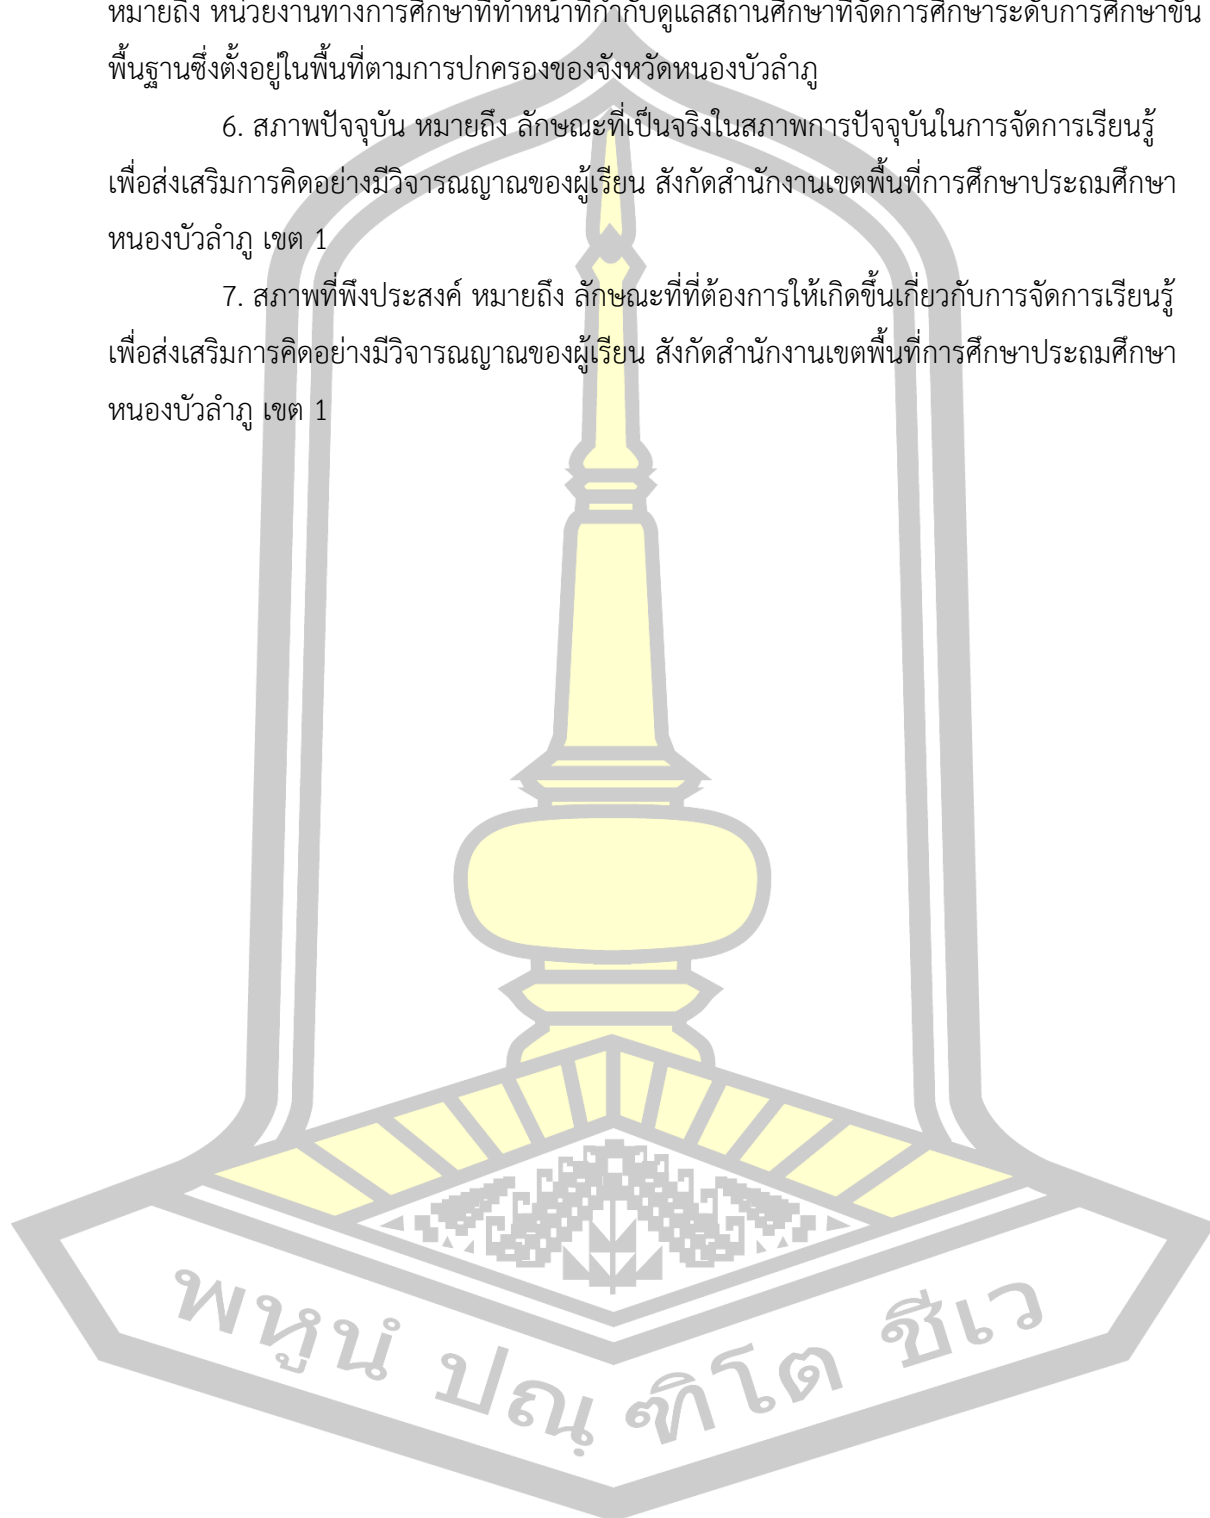 หมายถึง หน่วยงานทางการศึกษาที่ทำหน้าที่กำกับดูแลสถานศึกษาที่จัดการศึกษาระดับการศึกษาขั้น
พื้นฐานซึ่งตั้งอยู่ในพื้นที่ตามการปกครองของจังหวัดหนองบัวลำภู
6. สภาพปัจจุบัน หมายถึง ลักษณะที่เป็นจริงในสภาพการปัจจุบันในการจัดการเรียนรู้
เพื่อส่งเสริมการคิดอย่างมีวิจารณญาณของผู้เรียน สังกัดสำนักงานเขตพื้นที่การศึกษาประถมศึกษา
หนองบัวลำภู เขต 1
7. สภาพที่พึงประสงค์ หมายถึง ลักษณะที่ที่ต้องการให้เกิดขึ้นเกี่ยวกับการจัดการเรียนรู้
เพื่อส่งเสริมการคิดอย่างมีวิจารณญาณของผู้เรียน สังกัดสำนักงานเขตพื้นที่การศึกษาประถมศึกษา
หนองบัวลำภู เขต 1
พหูนํ ปณฺฑิโต ชีเว